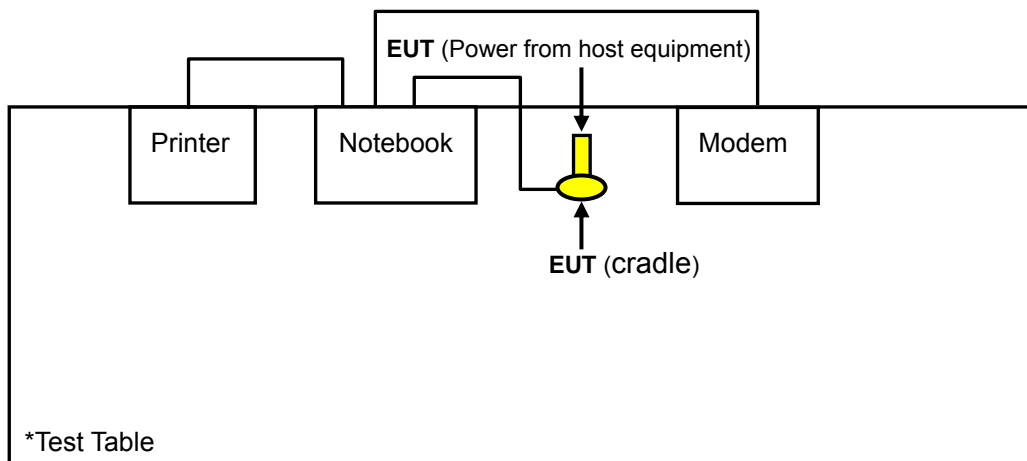 EUT (Power from host equipment)
Printer
Notebook
Modem
EUT (cradle)
*Test Table